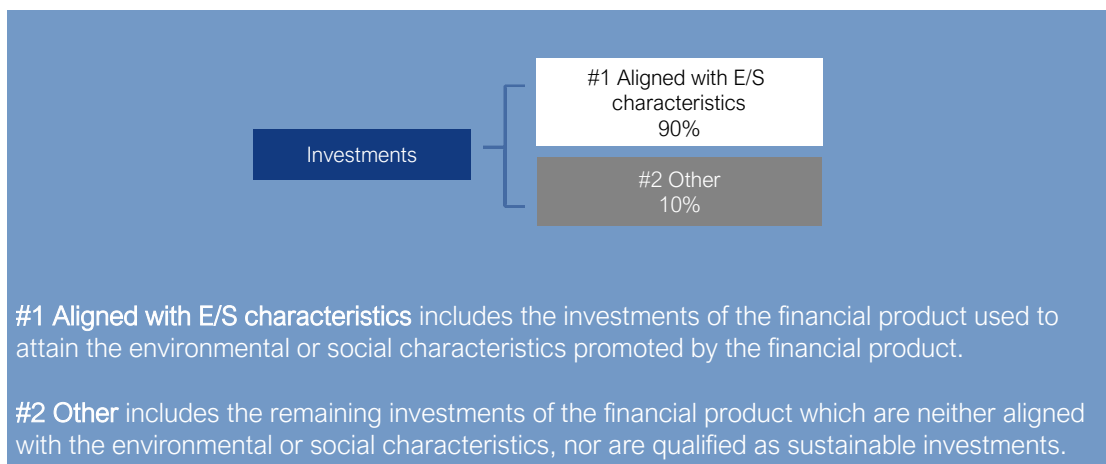 #1 Aligned with E/S
characteristics
90%
Investments
#2 Other
10%
#1 Aligned with E/S characteristics includes the investments of the financial product used to
attain the environmental or social characteristics promoted by the financial product.
#2 Other includes the remaining investments of the financial product which are neither aligned
with the environmental or social characteristics, nor are qualified as sustainable investments.